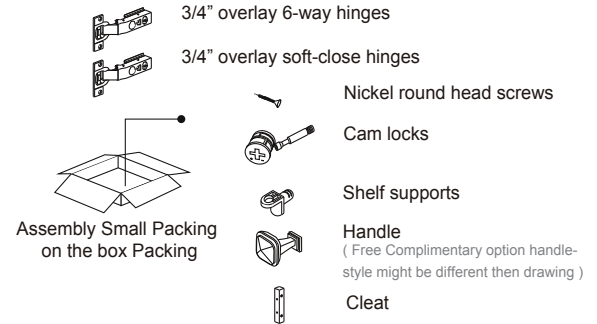 3/4” overlay 6-way hinges
3/4” overlay soft-close hinges
Nickel round head screws
Cam locks
Shelf supports
Assembly Small Packing
on the box Packing
Handle
( Free Complimentary option handle-
style might be different then drawing )
Cleat